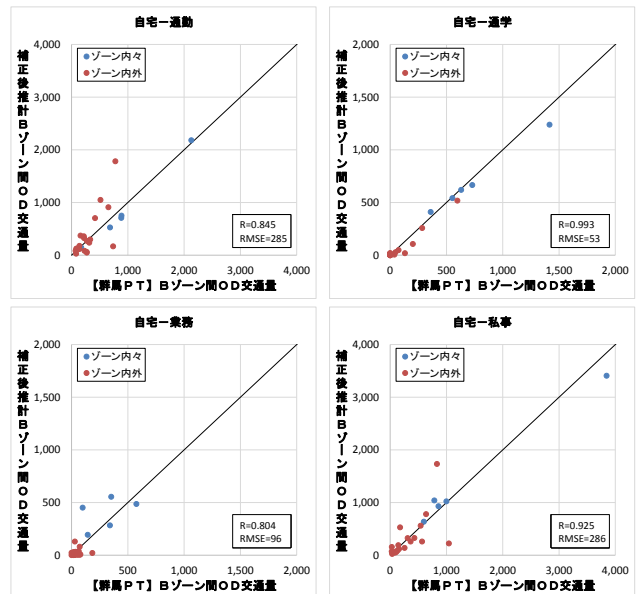 自宅ー通勤
補正後推計Bゾーン間OD交通量
4,000
3,000
2,000
1,000
0
ゾーン内々
ゾーン内外
R=0.845
RMSE=285
0 1,000 2,000 3,000 4,000
【群馬PT】Bゾーン間OD交通量
自宅ー通学
補正後推計Bゾーン間OD交通量
2,000
1,500
1,000
500
0
ゾーン内々
ゾーン内外
R=0.993
RMSE=53
0 500 1,000 1,500 2,000
【群馬PT】Bゾーン間OD交通量
自宅ー業務
補正後推計Bゾーン間OD交通量
2,000
1,500
1,000
500
0
ゾーン内々
ゾーン内外
R=0.804
RMSE=96
0 500 1,000 1,500 2,000
【群馬PT】Bゾーン間OD交通量
自宅ー私事
補正後推計Bゾーン間OD交通量
4,000
3,000
2,000
1,000
0
ゾーン内々
ゾーン内外
R=0.925
RMSE=286
0 1,000 2,000 3,000 4,000
【群馬PT】Bゾーン間OD交通量